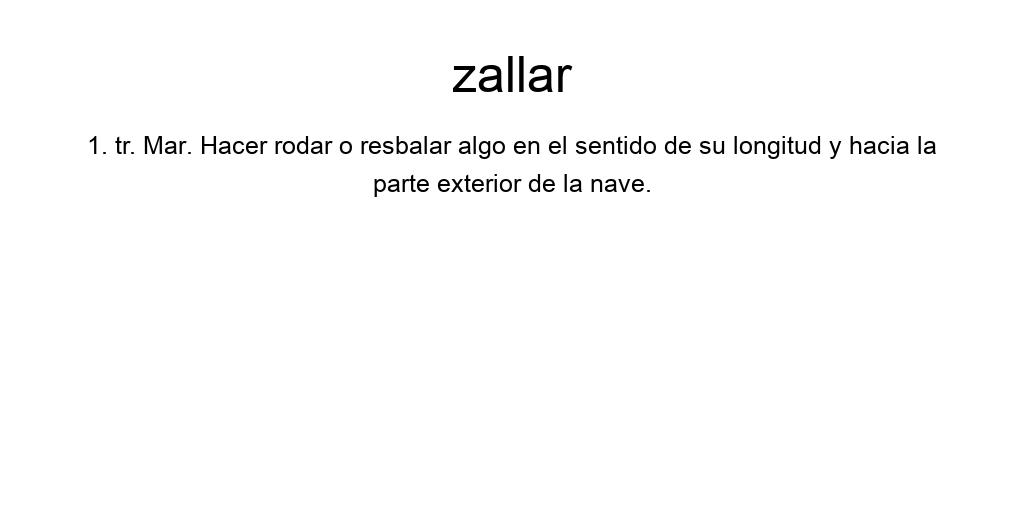 zallar
1. tr. Mar. Hacer rodar o resbalar algo en el sentido de su longitud y hacia la
parte exterior de la nave.